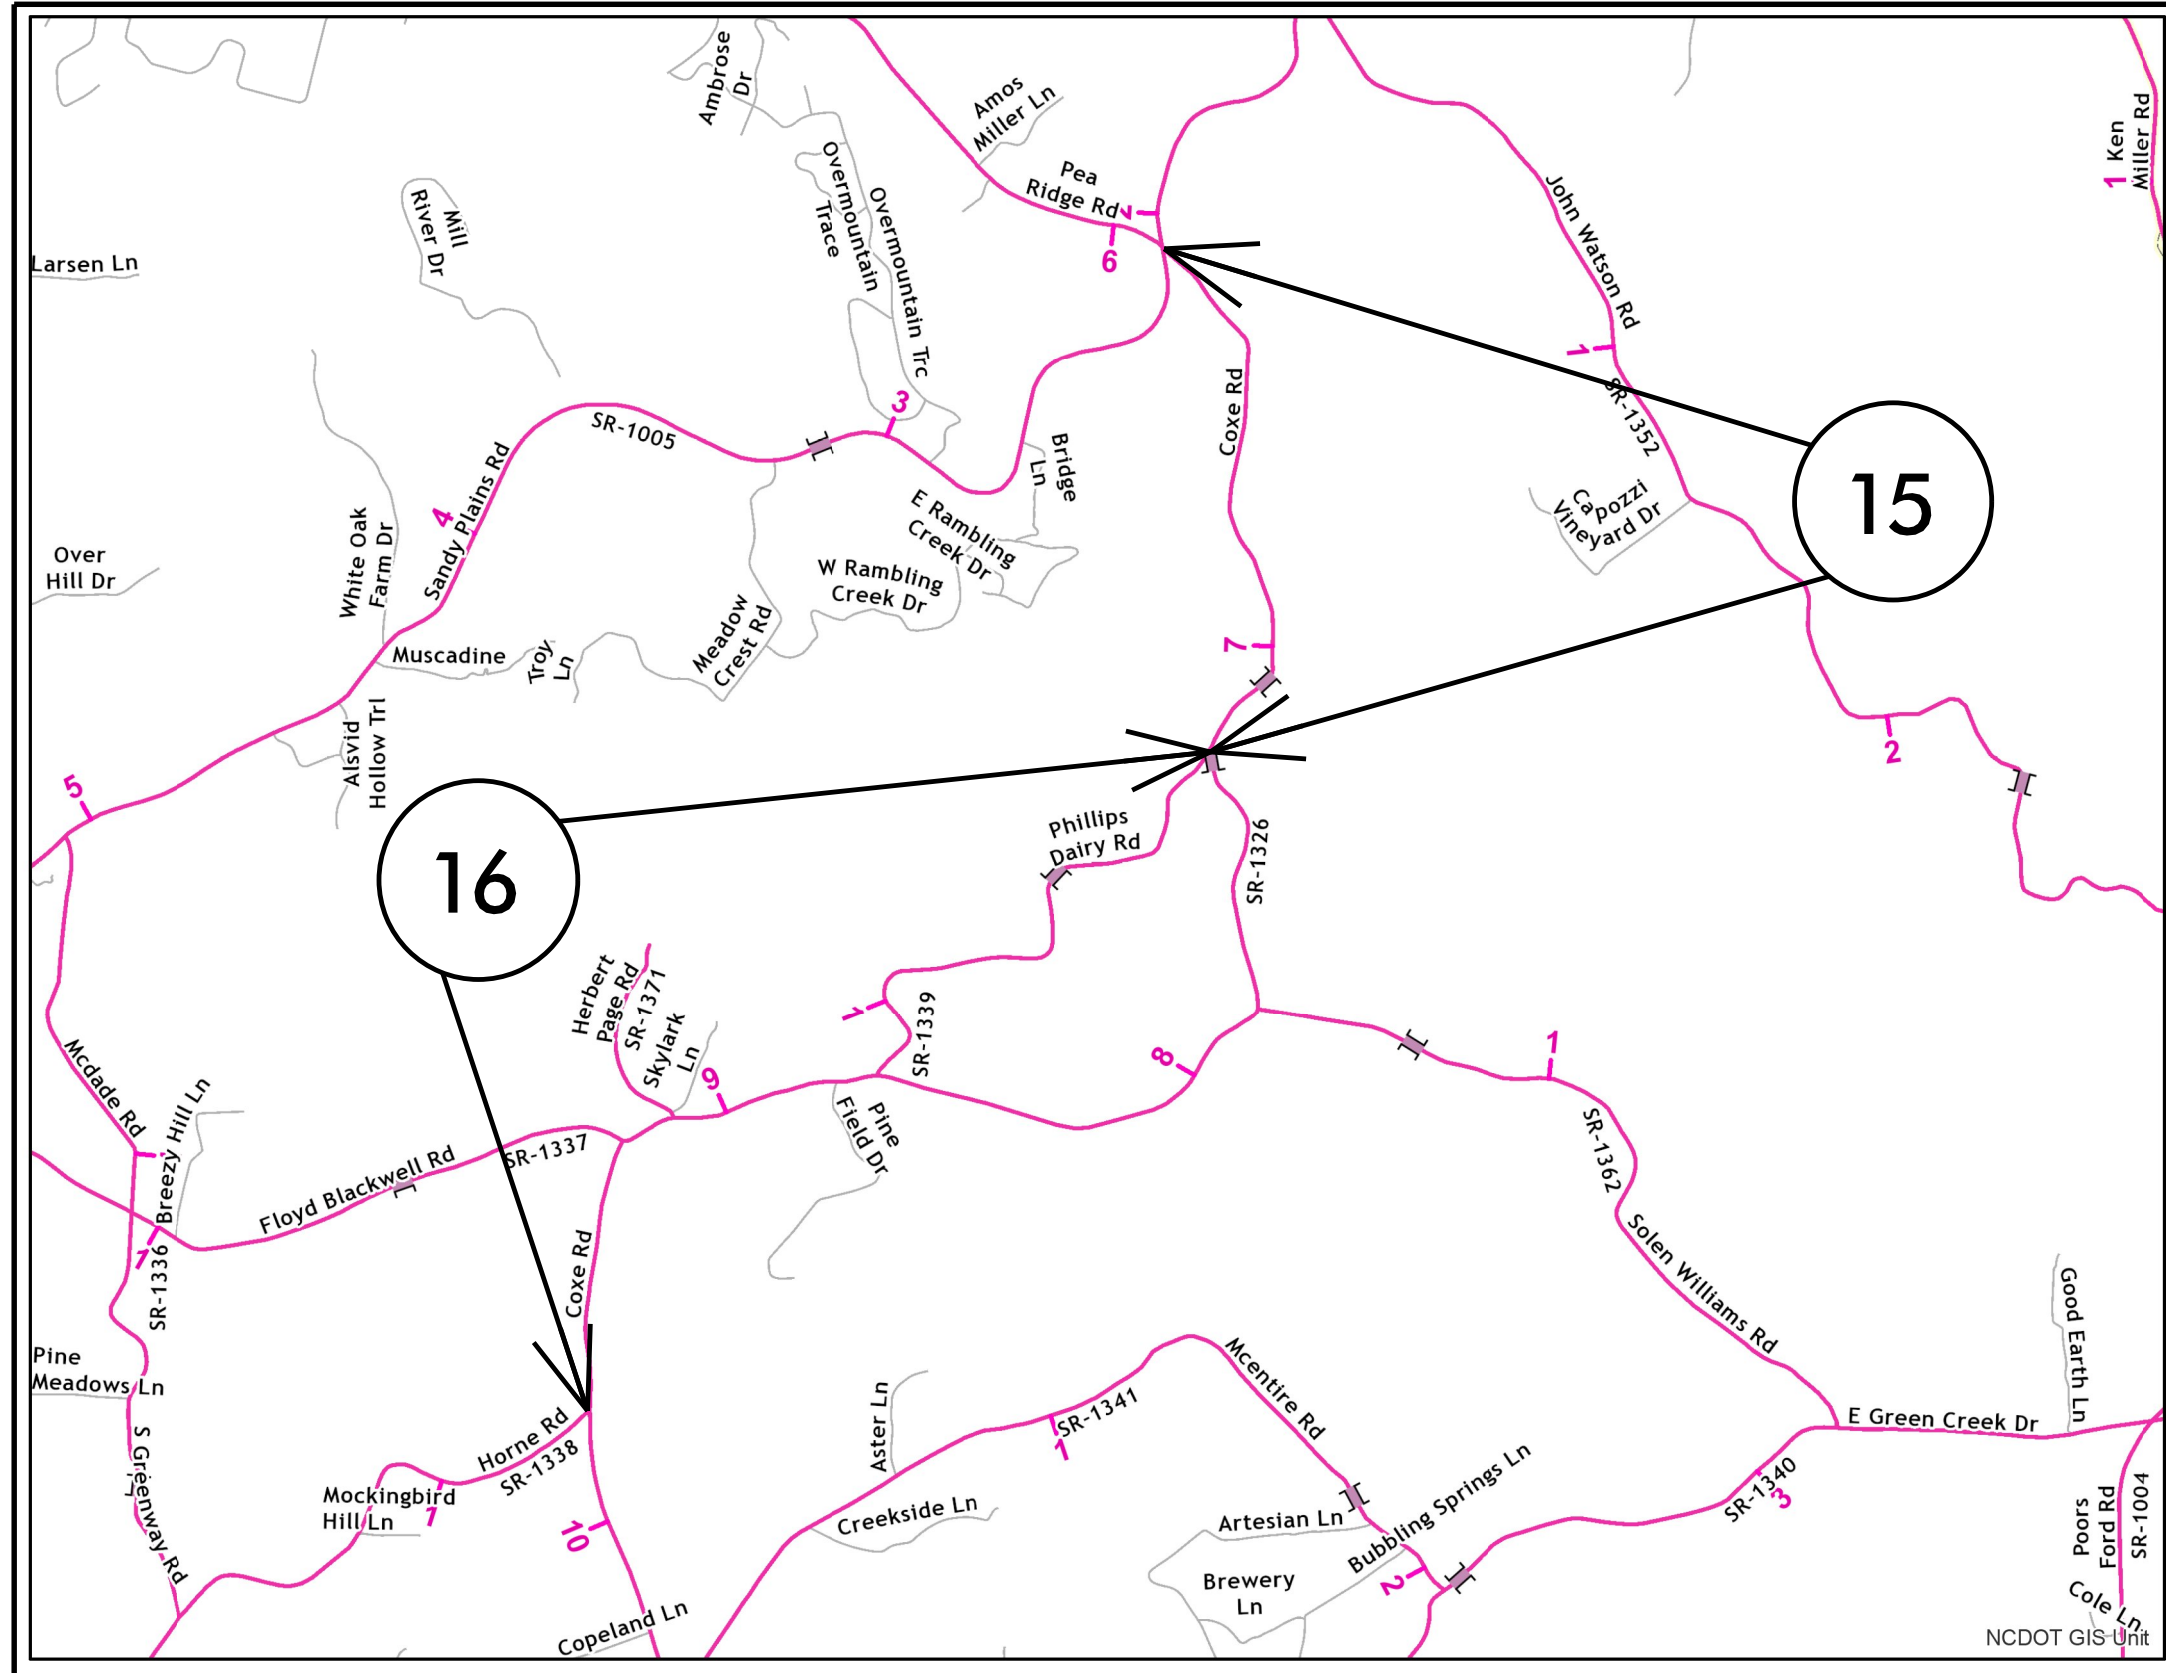 Ambrose
Dr
Amos
Miller Ln
Ken
Miller Rd
1
Pea
Ridge Rd
1
6
Overmountain
Trace
Overmountain Trc
Mill
River Dr
Larsen Ln
John Watson Rd
1
SR-1352
Coxe Rd
3
SR-1005
Bridge
Ln
Sandy Plains Rd
4
E Rambling
Creek Dr
Capozzi
Vineyard Dr
15
Over
Hill Dr
White Oak
Farm Dr
W Rambling
Creek Dr
Meadow
Crest Rd
Muscadine
Troy
Ln
7
Alsvid
Hollow Trl
2
5
Phillips
Dairy Rd
SR-1326
16
Herbert
Page Rd
SR-1371
Skylark
Ln
1
SR-1339
8
1
9
Mcdade Rd
1
Breezy Hill Ln
Pine
Field Dr
SR-1362
Floyd Blackwell Rd
SR-1337
1
SR-1336
Coxe Rd
Solen Williams Rd
Good Earth Ln
Pine
Meadows Ln
S Greenway Rd
Horne Rd
SR-1338
Mockingbird
Hill Ln
1
10
Aster Ln
SR-1341
1
Mcentire Rd
E Green Creek Dr
Creekside Ln
Artesian Ln
Bubbling Springs Ln
2
Brewery
Ln
SR-1340
3
Poors
Ford Rd
SR-1004
Cole Ln
Copeland Ln
NCDOT GIS Unit